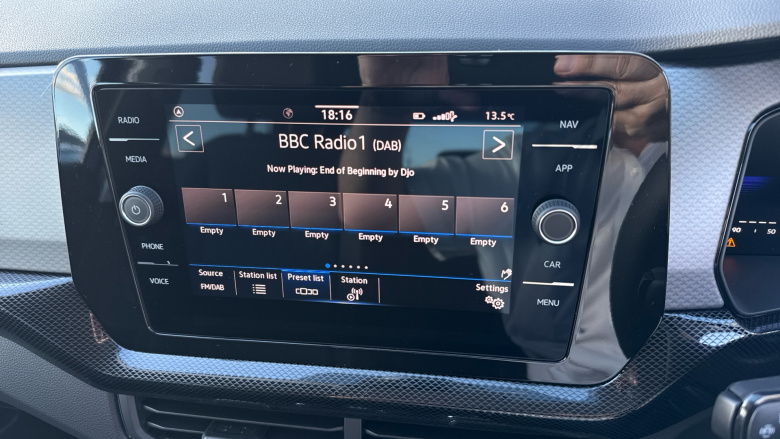 RADIO
MEDIA
PHONE
VOICE
18:16
13.5°C
< BBC Radio1 (DAB) >
Now Playing: End of Beginning by Djo
1 2 3 4 5 6
Empty Empty Empty Empty Empty Empty
Source Station list Preset list Station Settings
FM/DAB
NAV
APP
CAR
MENU
90 50